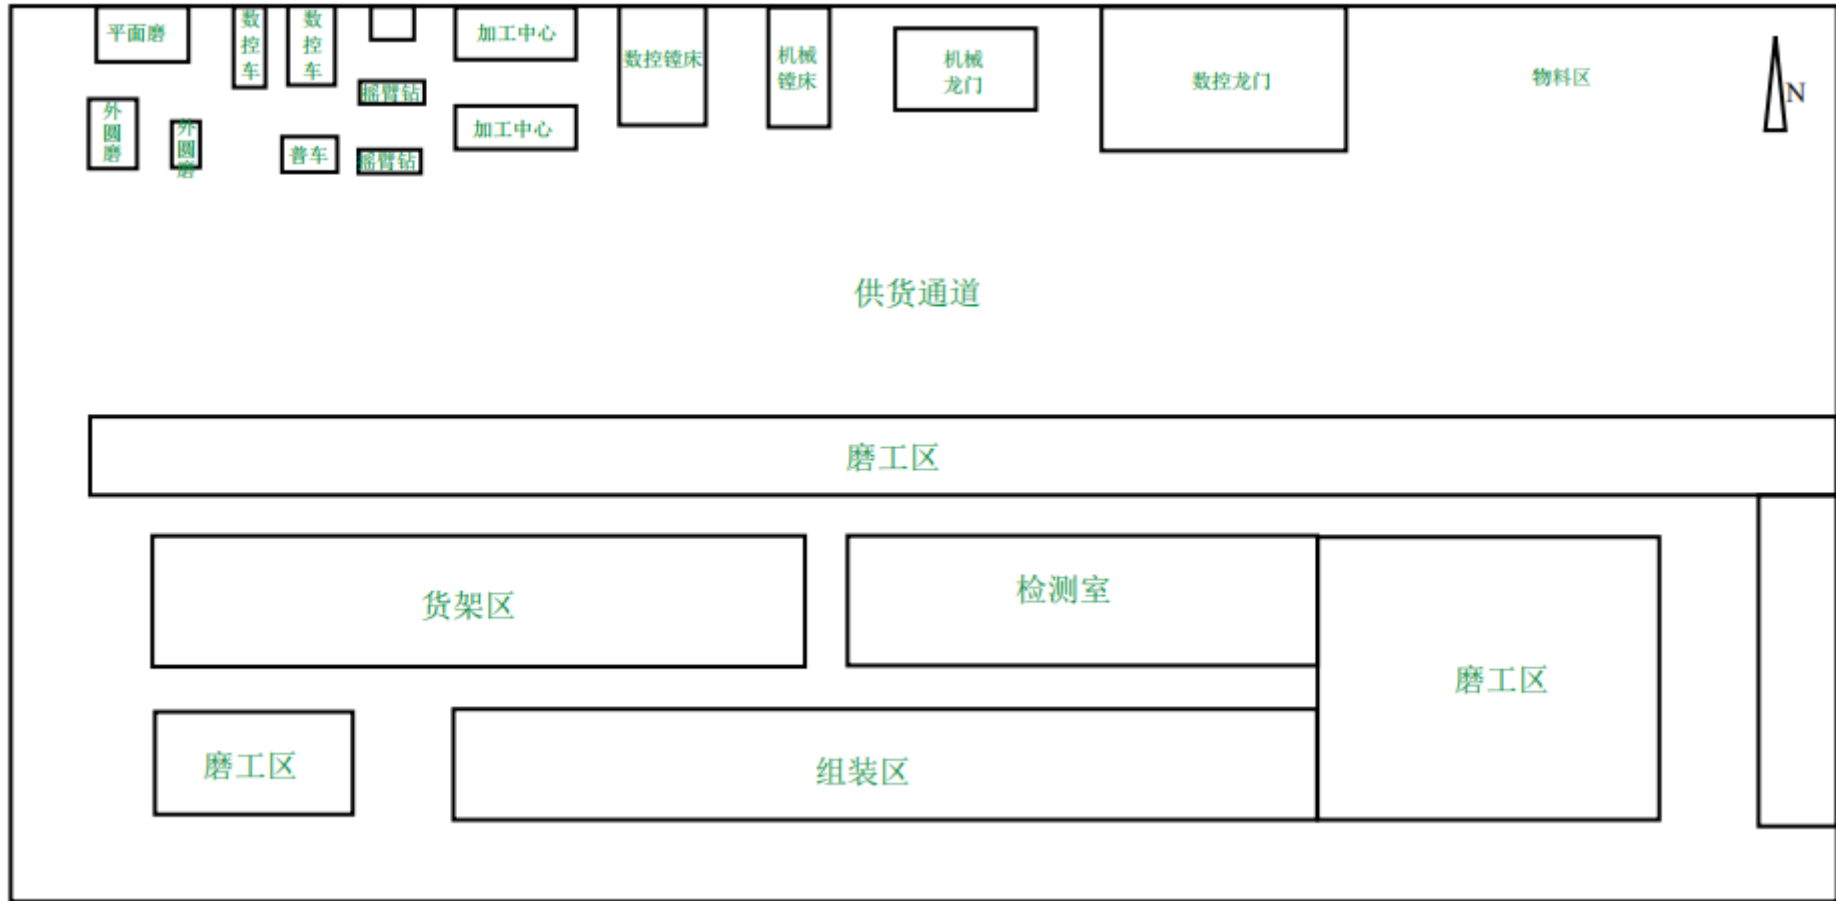 平面磨
数
控
车
数
控
车
加工中心
数控镗床
机械
镗床
机械
龙门
数控龙门
物料区
N
摇臂钻
外
圆
磨
外
圆
磨
普车
摇臂钻
加工中心
供货通道
磨工区
货架区
检测室
磨工区
磨工区
组装区